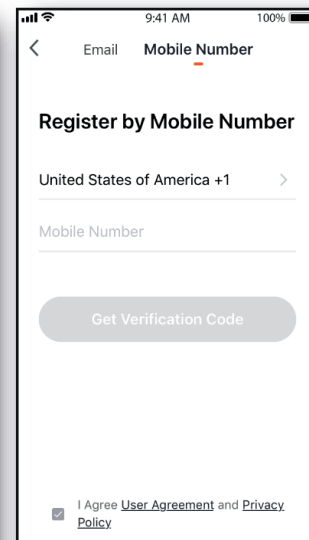 9:41 AM 100%
Email Mobile Number
Register by Mobile Number
United States of America +1
Mobile Number
Get Verification Code
I Agree User Agreement and Privacy
Policy